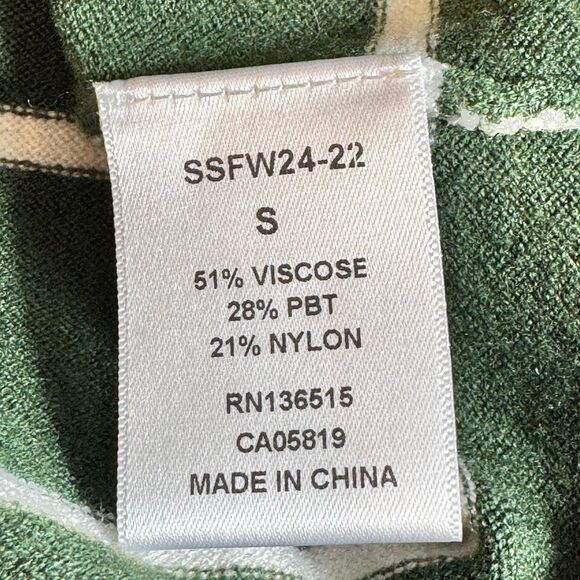 SSFW24-22
S
51% VISCOSE
28% PBT
21% NYLON
RN136515
CA05819
MADE IN CHINA